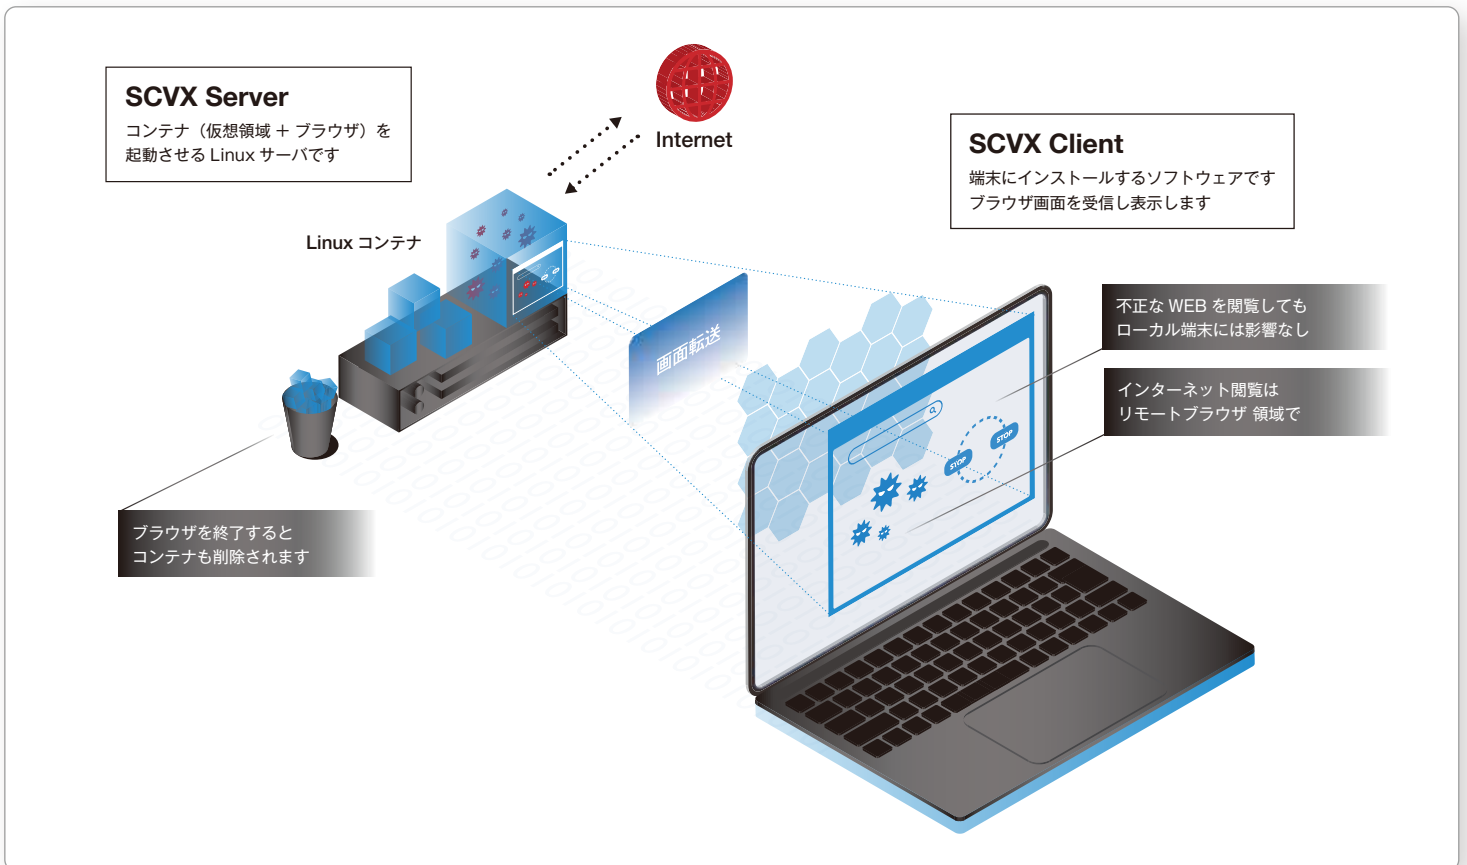 SCVX Server
コンテナ（仮想領域 + ブラウザ）を
起動させる Linux サーバです
Internet
SCVX Client
端末にインストールするソフトウェアです
ブラウザ画面を受信し表示します
Linux コンテナ
画面転送
不正な WEB を閲覧しても
ローカル端末には影響なし
インターネット閲覧は
リモートブラウザ 領域で
STOP
STOP
ブラウザを終了すると
コンテナも削除されます